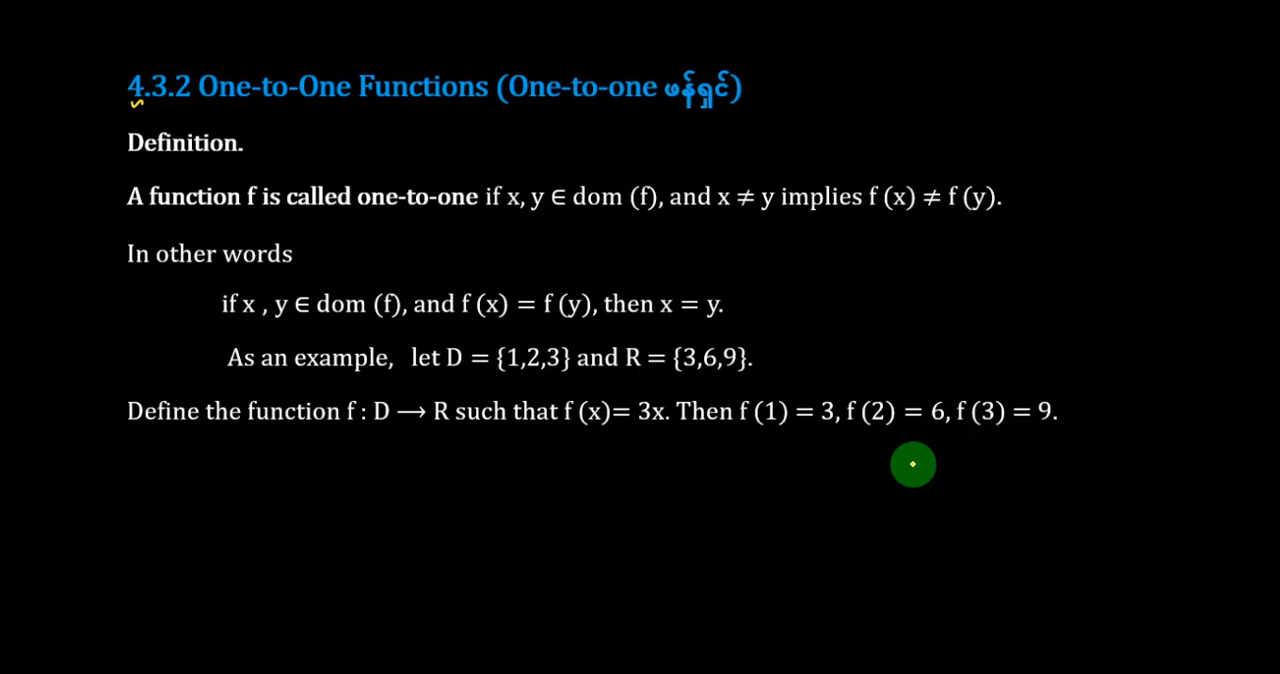 4.3.2 One-to-One Functions (One-to-one ဖန်ရှင်)
Definition.
A function f is called one-to-one if x, y ∈ dom (f), and x ≠ y implies f (x) ≠ f (y).
In other words
if x , y ∈ dom (f), and f (x) = f (y), then x = y.
As an example, let D = {1,2,3} and R = {3,6,9}.
Define the function f : D ⟶ R such that f (x)= 3x. Then f (1) = 3, f (2) = 6, f (3) = 9.